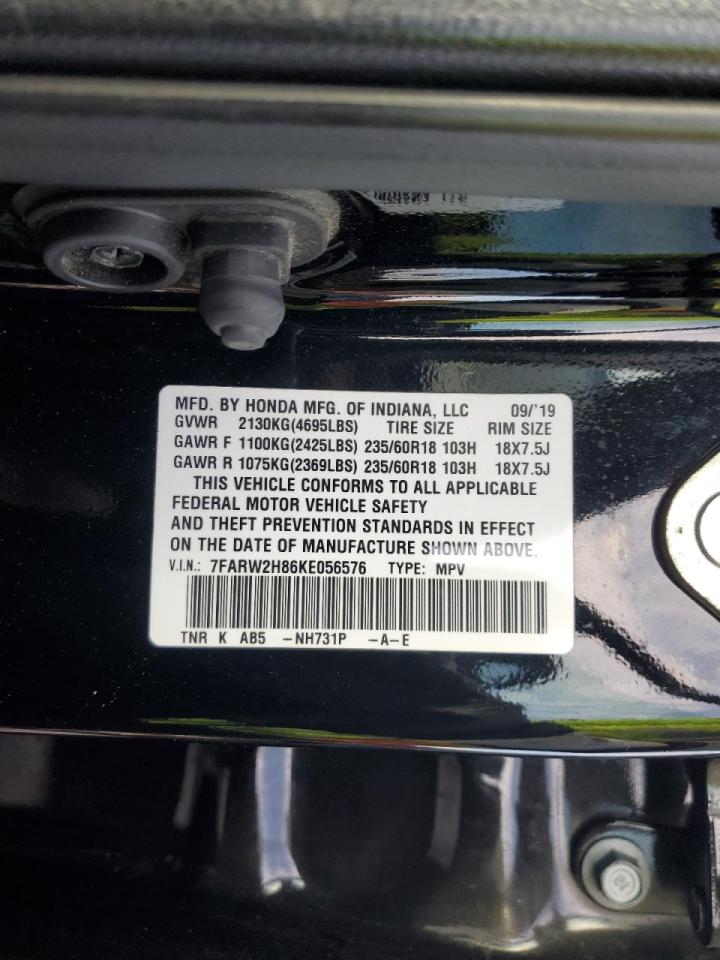 MFD. BY HONDA MFG. OF INDIANA, LLC 09/'19
GVWR 2130KG(4695LBS) TIRE SIZE RIM SIZE
GAWR F 1100KG(2425LBS) 235/60R18 103H 18X7.5J
GAWR R 1075KG(2369LBS) 235/60R18 103H 18X7.5J
THIS VEHICLE CONFORMS TO ALL APPLICABLE
FEDERAL MOTOR VEHICLE SAFETY
AND THEFT PREVENTION STANDARDS IN EFFECT
ON THE DATE OF MANUFACTURE SHOWN ABOVE.
V.I.N.: 7FARW2H86KE056576 TYPE: MPV
TNR K AB5 -NH731P -A-E